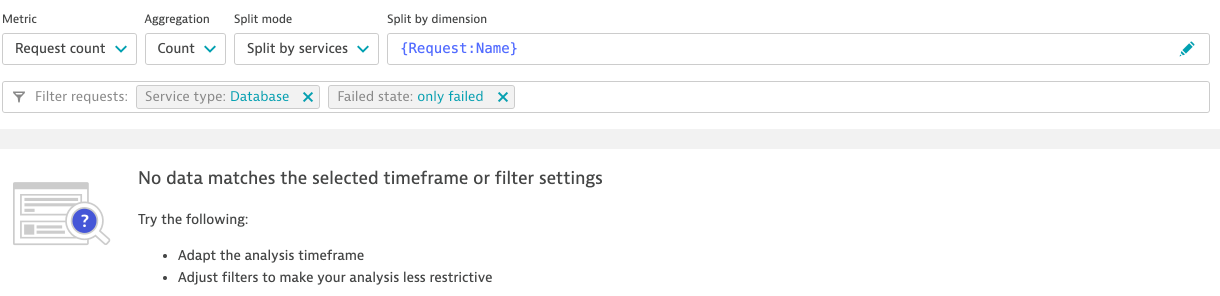 Metric Aggregation Split mode Split by dimension
Request count Count Split by services {Request:Name}
Filter requests: Service type: Database Failed state: only failed
No data matches the selected timeframe or filter settings
?
Try the following:
• Adapt the analysis timeframe
• Adjust filters to make your analysis less restrictive